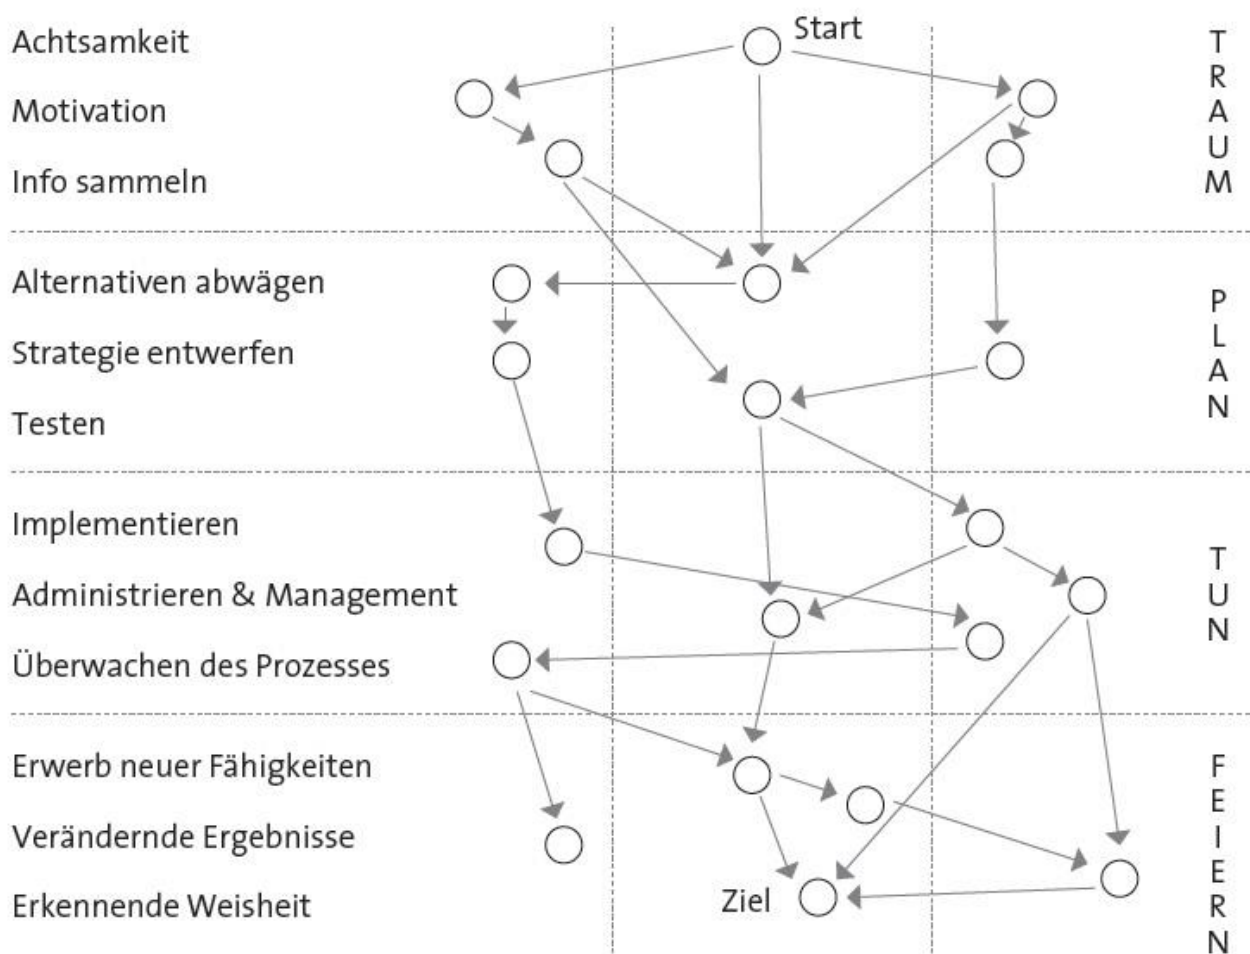 Achtsamkeit
Start
Motivation
Info sammeln
TRAUM
Alternativen abwägen
Strategie entwerfen
Testen
PLAN
Implementieren
Administrieren & Management
Überwachen des Prozesses
TUN
Erwerb neuer Fähigkeiten
Verändernde Ergebnisse
Erkennende Weisheit
Ziel
FEIERN